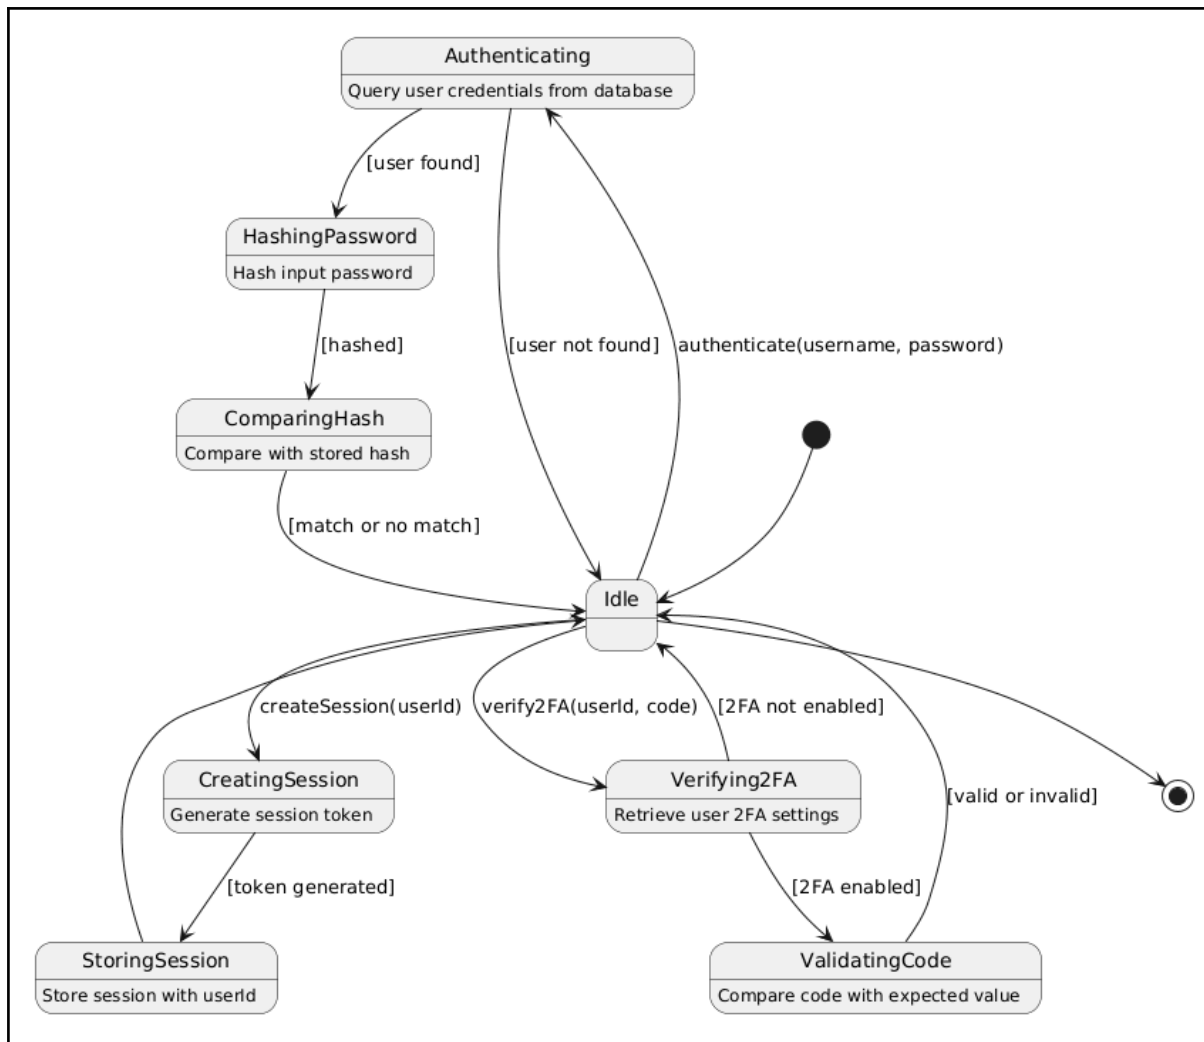 Authenticating
Query user credentials from database
[user found]
HashingPassword
Hash input password
[hashed]
[user not found]
authenticate(username, password)
ComparingHash
Compare with stored hash
[match or no match]
Idle
createSession(userId)
verify2FA(userId, code)
[2FA not enabled]
CreatingSession
Generate session token
Verifying2FA
Retrieve user 2FA settings
[valid or invalid]
[token generated]
[2FA enabled]
StoringSession
Store session with userId
ValidatingCode
Compare code with expected value